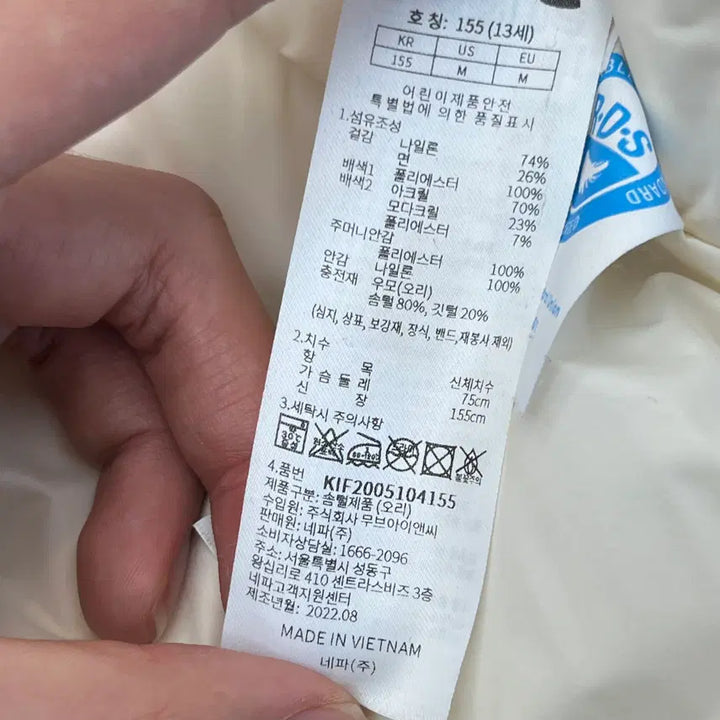 호 칭: 155 (13세)
KR US EU
155 M M
어린이제품안전
특별법에 의한 품질표시
1.섬유조성
겉감 나일론 74%
면 26%
배색1 폴리에스터 100%
배색2 아크릴 70%
모다크릴 23%
폴리에스터 7%
주머니안감
폴리에스터 100%
안감 나일론 100%
충전재 우모(오리)
솜털 80%, 깃털 20%
(심지, 상표, 보강재, 장식, 밴드,재봉사 제외)
2.치수
항 목 신체치수
가 슴 둘 레 75cm
신 장 155cm
3.세탁시 주의사항
30℃
중성
80~120℃
드라이
4.품번
KIF2005104155
제품구분: 솜털제품 (오리)
수입원: 주식회사 무브아이앤씨
판매원: 네파(주)
소비자상담실: 1666-2096
주소: 서울특별시 성동구
왕십리로 410 센트라스비즈 3층
네파고객지원센터
제조년월: 2022.08
MADE IN VIETNAM
네파(주)
R·D·S